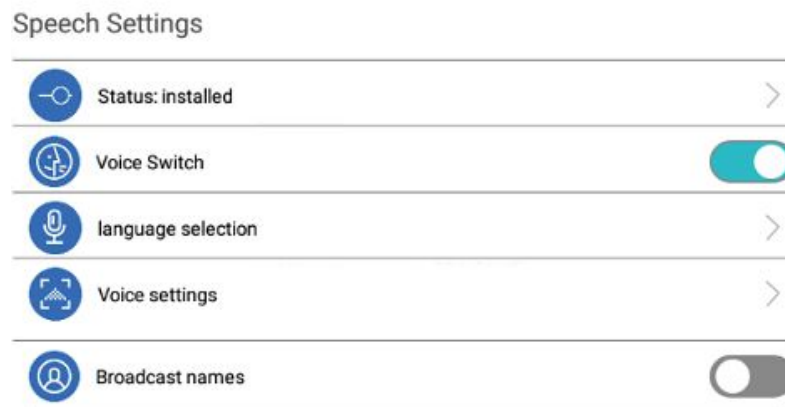 Speech Settings
Status: installed
Voice Switch
language selection
Voice settings
Broadcast names